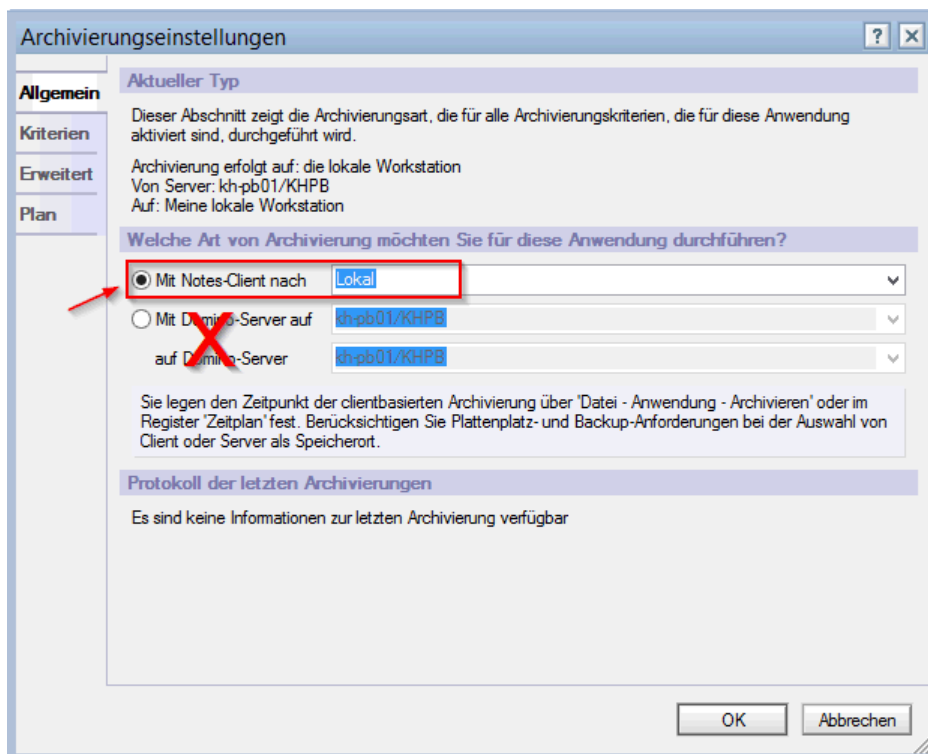 Archivierungseinstellungen
Allgemein
Kriterien
Erweitert
Plan
Aktueller Typ
Dieser Abschnitt zeigt die Archivierungsart, die für alle Archivierungskriterien, die für diese Anwendung
aktiviert sind, durchgeführt wird.
Archivierung erfolgt auf: die lokale Workstation
Von Server: kh-pb01/KHPB
Auf: Meine lokale Workstation
Welche Art von Archivierung möchten Sie für diese Anwendung durchführen?
Mit Notes-Client nach Lokal
Mit Domino-Server auf kh-pb01/KHPB
X
auf Domino-Server kh-pb01/KHPB
Sie legen den Zeitpunkt der clientbasierten Archivierung über 'Datei - Anwendung - Archivieren' oder im
Register 'Zeitplan' fest. Berücksichtigen Sie Plattenplatz- und Backup-Anforderungen bei der Auswahl von
Client oder Server als Speicherort.
Protokoll der letzten Archivierungen
Es sind keine Informationen zur letzten Archivierung verfügbar
OK Abbrechen